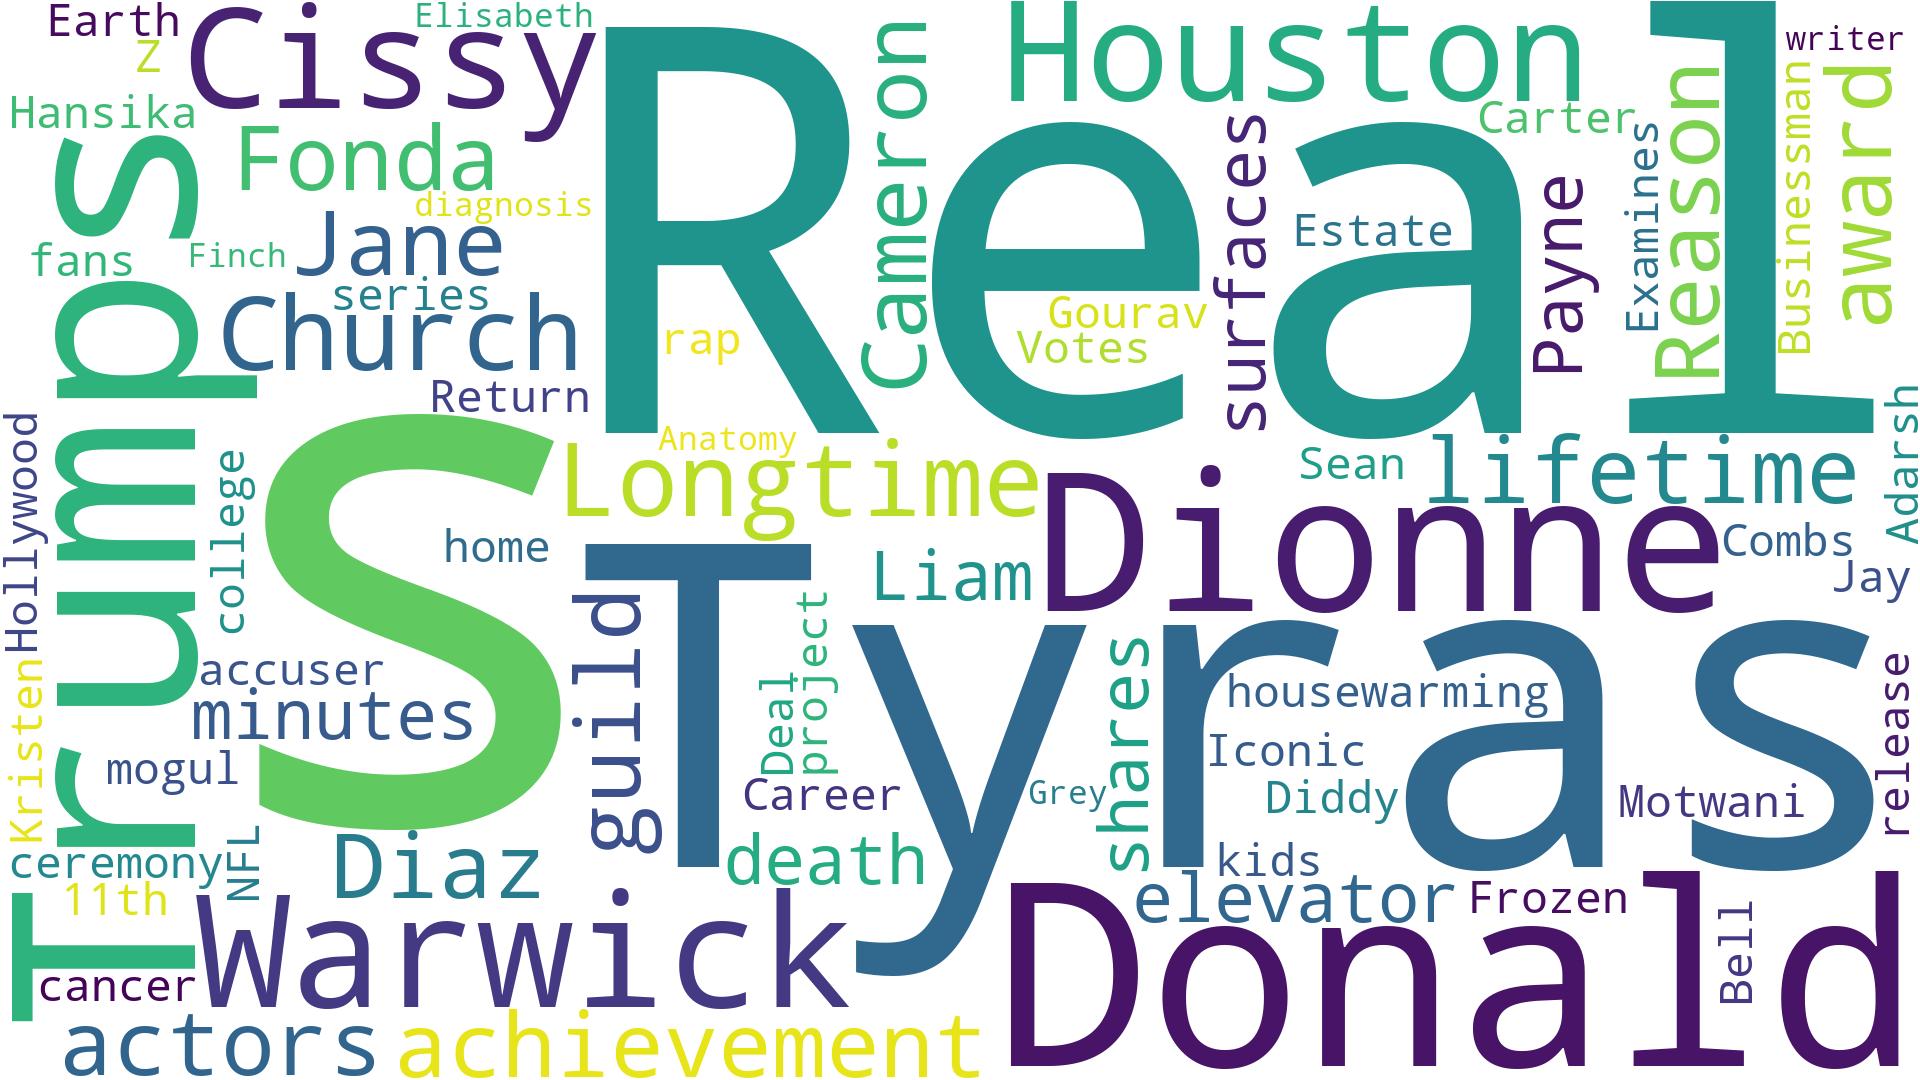 Earth
Elisabeth
Cissy
Houston
Real
writer
Z
Hansika
Fonda
Cameron
surfaces
Carter
Reason
Businessman
award
Trumps
diagnosis
Jane
Estate
Payne
Examines
fans
Finch
series
Church
rap
Gourav
Votes
Return
Hollywood
college
S
Anatomy
Longtime
Sean
lifetime
Adarsh
Dionne
home
Liam
Combs
Jay
Tyras
guild
project
Deal
shares
housewarming
release
Kristen
accuser
minutes
mogul
Iconic
Career
Grey
Diddy
Motwani
NFL
ceremony
Diaz
death
kids
elevator
Frozen
11th
Warwick
Donald
Bell
cancer
actors
achievement